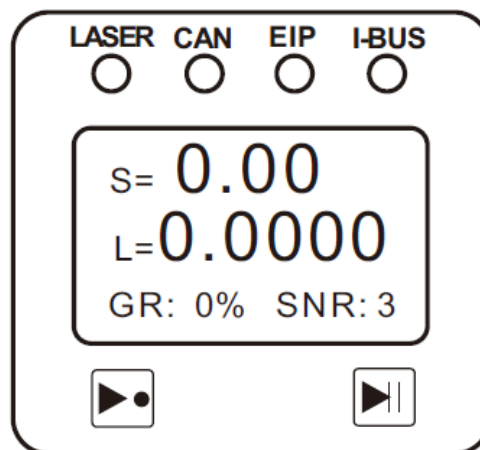 LASER CAN EIP I-BUS
S= 0.00
L=0.0000
GR: 0% SNR: 3